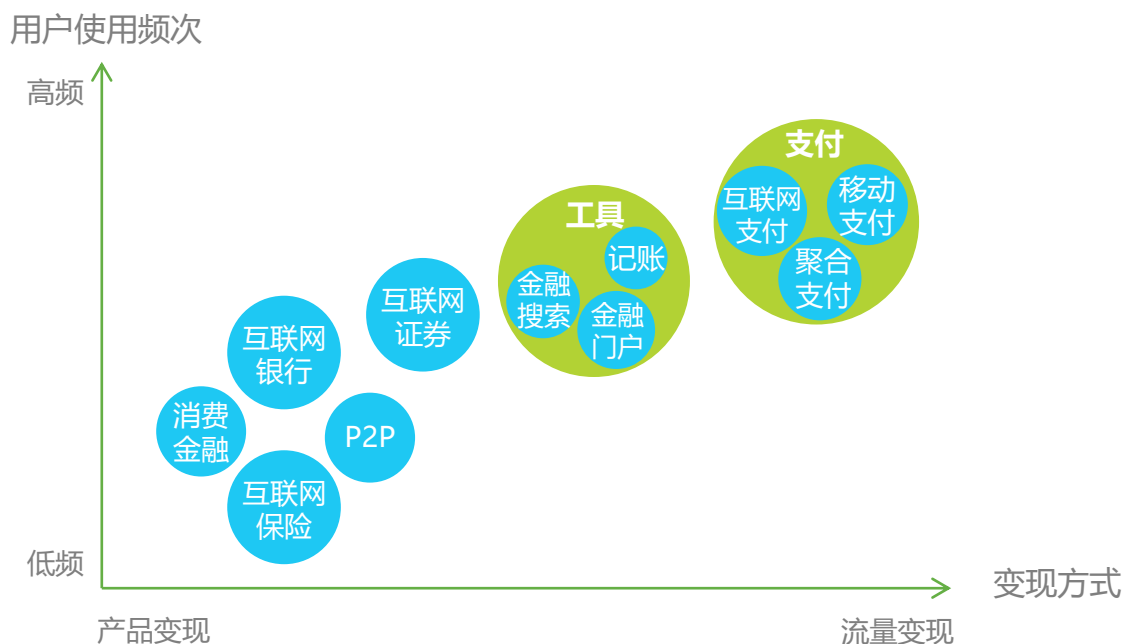 用户使用频次
高频
支付
互联网
支付
移动
支付
聚合
支付
工具
记账
金融
搜索
金融
门户
互联网
证券
互联网
银行
消费
金融
P2P
互联网
保险
低频
变现方式
产品变现
流量变现